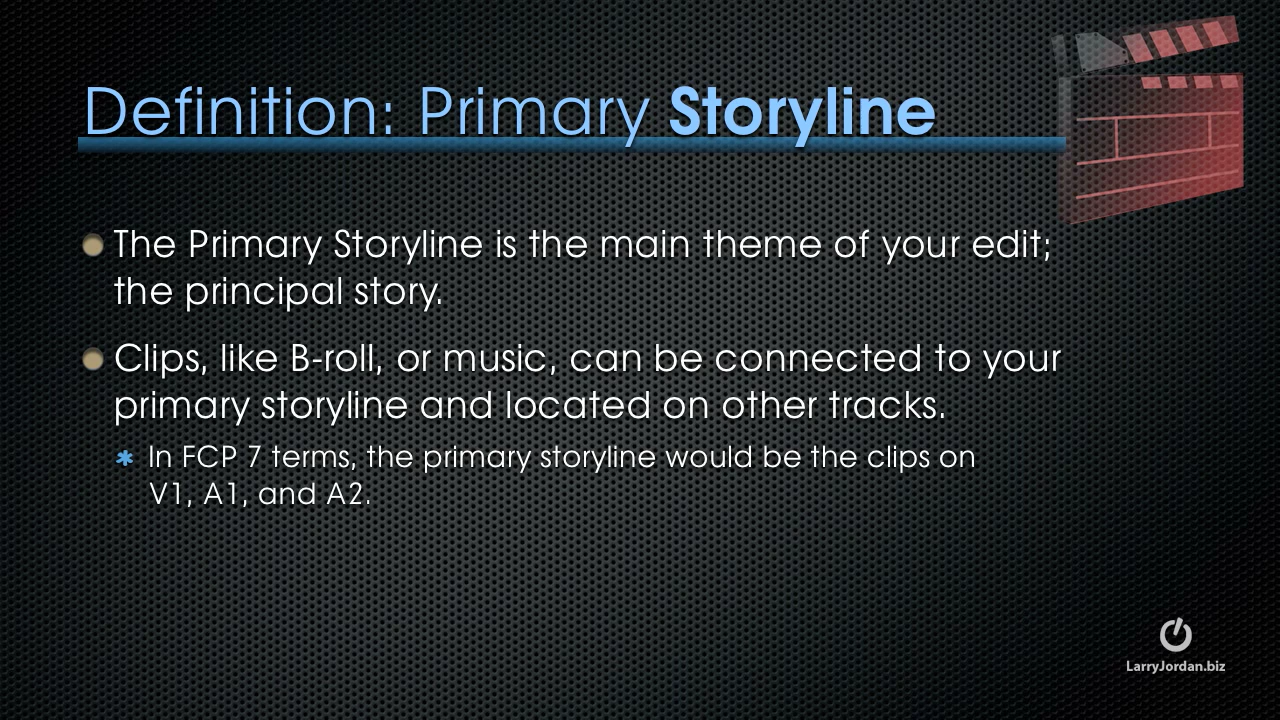 Definition: Primary Storyline
The Primary Storyline is the main theme of your edit;
the principal story.
Clips, like B-roll, or music, can be connected to your
primary storyline and located on other tracks.
In FCP 7 terms, the primary storyline would be the clips on
V1, A1, and A2.
LarryJordan.biz